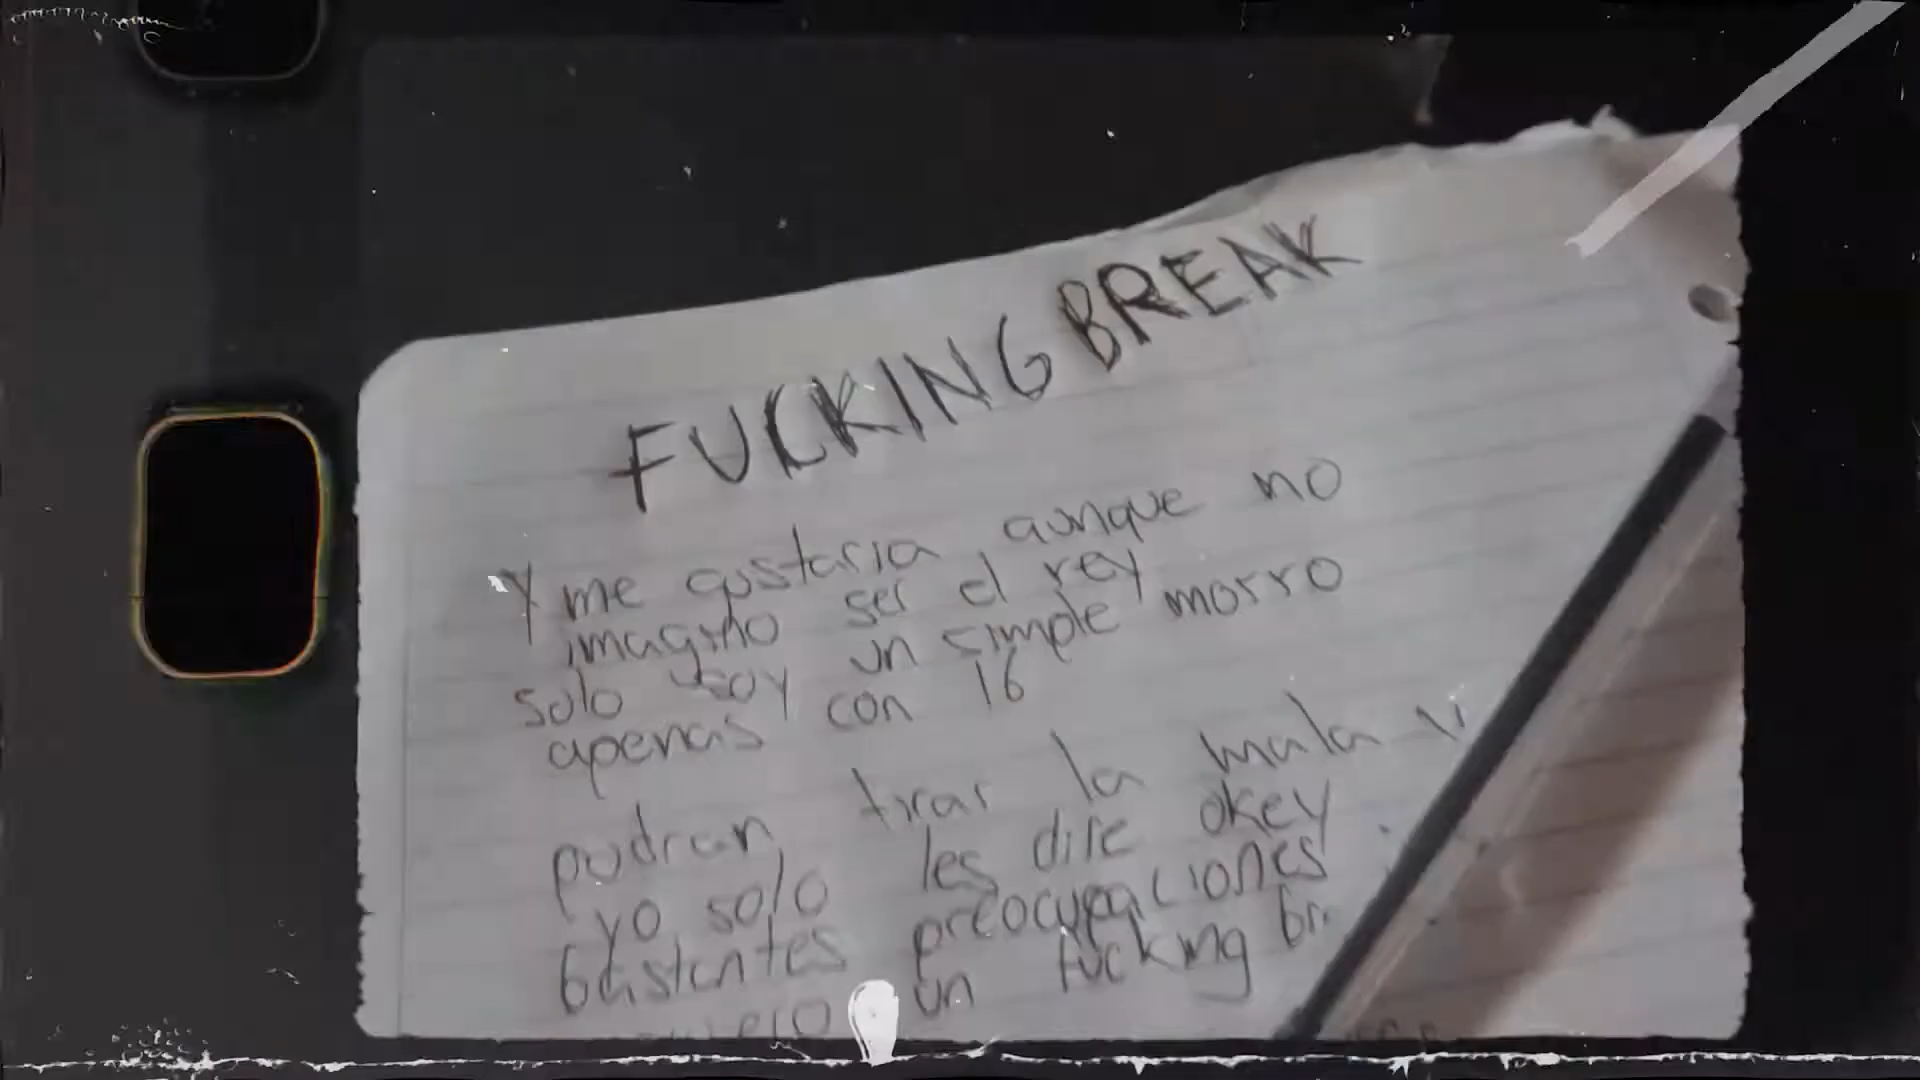 FUCKING BREAK
Y me gustaria aunque no
imagino ser el rey
solo soy un simple morro
apenas con 16
podran tirar la mala
yo solo les dire okey
bastantes preocupaciones
un fucking